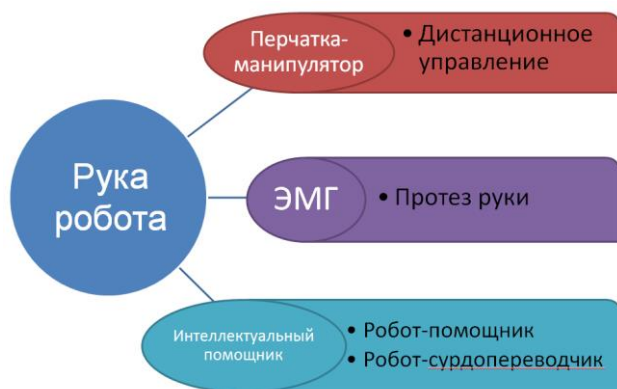 Перчатка-
манипулятор
• Дистанционное
управление
Рука
робота
ЭМГ
• Протез руки
Интеллектуальный
помощник
• Робот-помощник
• Робот-сурдопереводчик